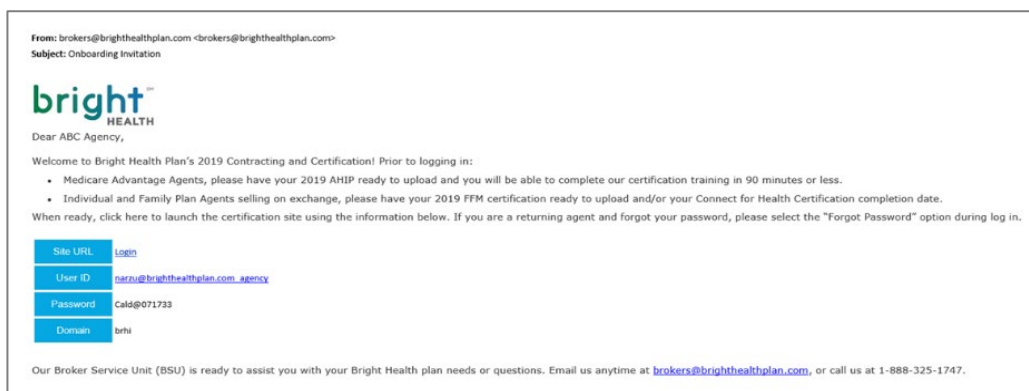 From: brokers@brighthealthplan.com <brokers@brighthealthplan.com>
Subject: Onboarding Invitation
bright SM
HEALTH
Dear ABC Agency,
Welcome to Bright Health Plan's 2019 Contracting and Certification! Prior to logging in:
• Medicare Advantage Agents, please have your 2019 AHIP ready to upload and you will be able to complete our certification training in 90 minutes or less.
• Individual and Family Plan Agents selling on exchange, please have your 2019 FFM certification ready to upload and/or your Connect for Health Certification completion date.
When ready, click here to launch the certification site using the information below. If you are a returning agent and forgot your password, please select the "Forgot Password" option during log in.
Site URL Login
User ID narzu@brighthealthplan.com_agency
Password Cald@071733
Domain brhi
Our Broker Service Unit (BSU) is ready to assist you with your Bright Health plan needs or questions. Email us anytime at brokers@brighthealthplan.com, or call us at 1-888-325-1747.